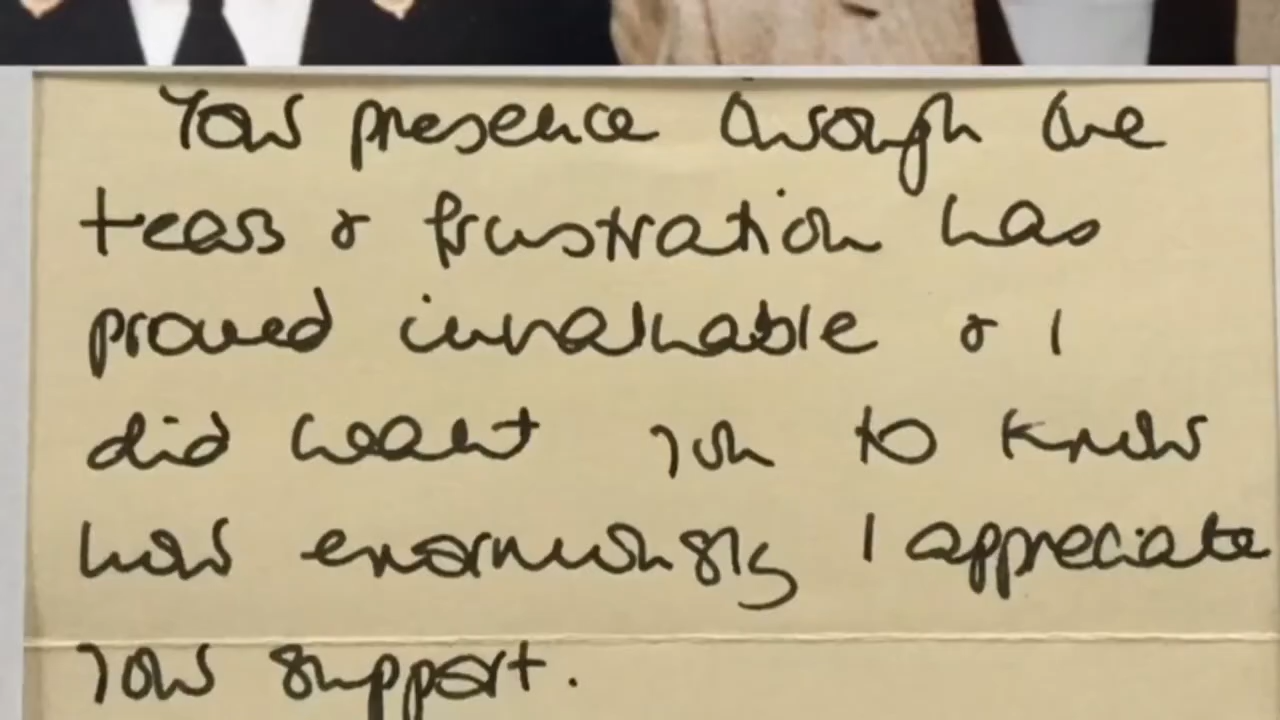 Your presence through the
tears & frustration has
proved invaluable & I
did want you to know
how enormously I appreciate
your support.